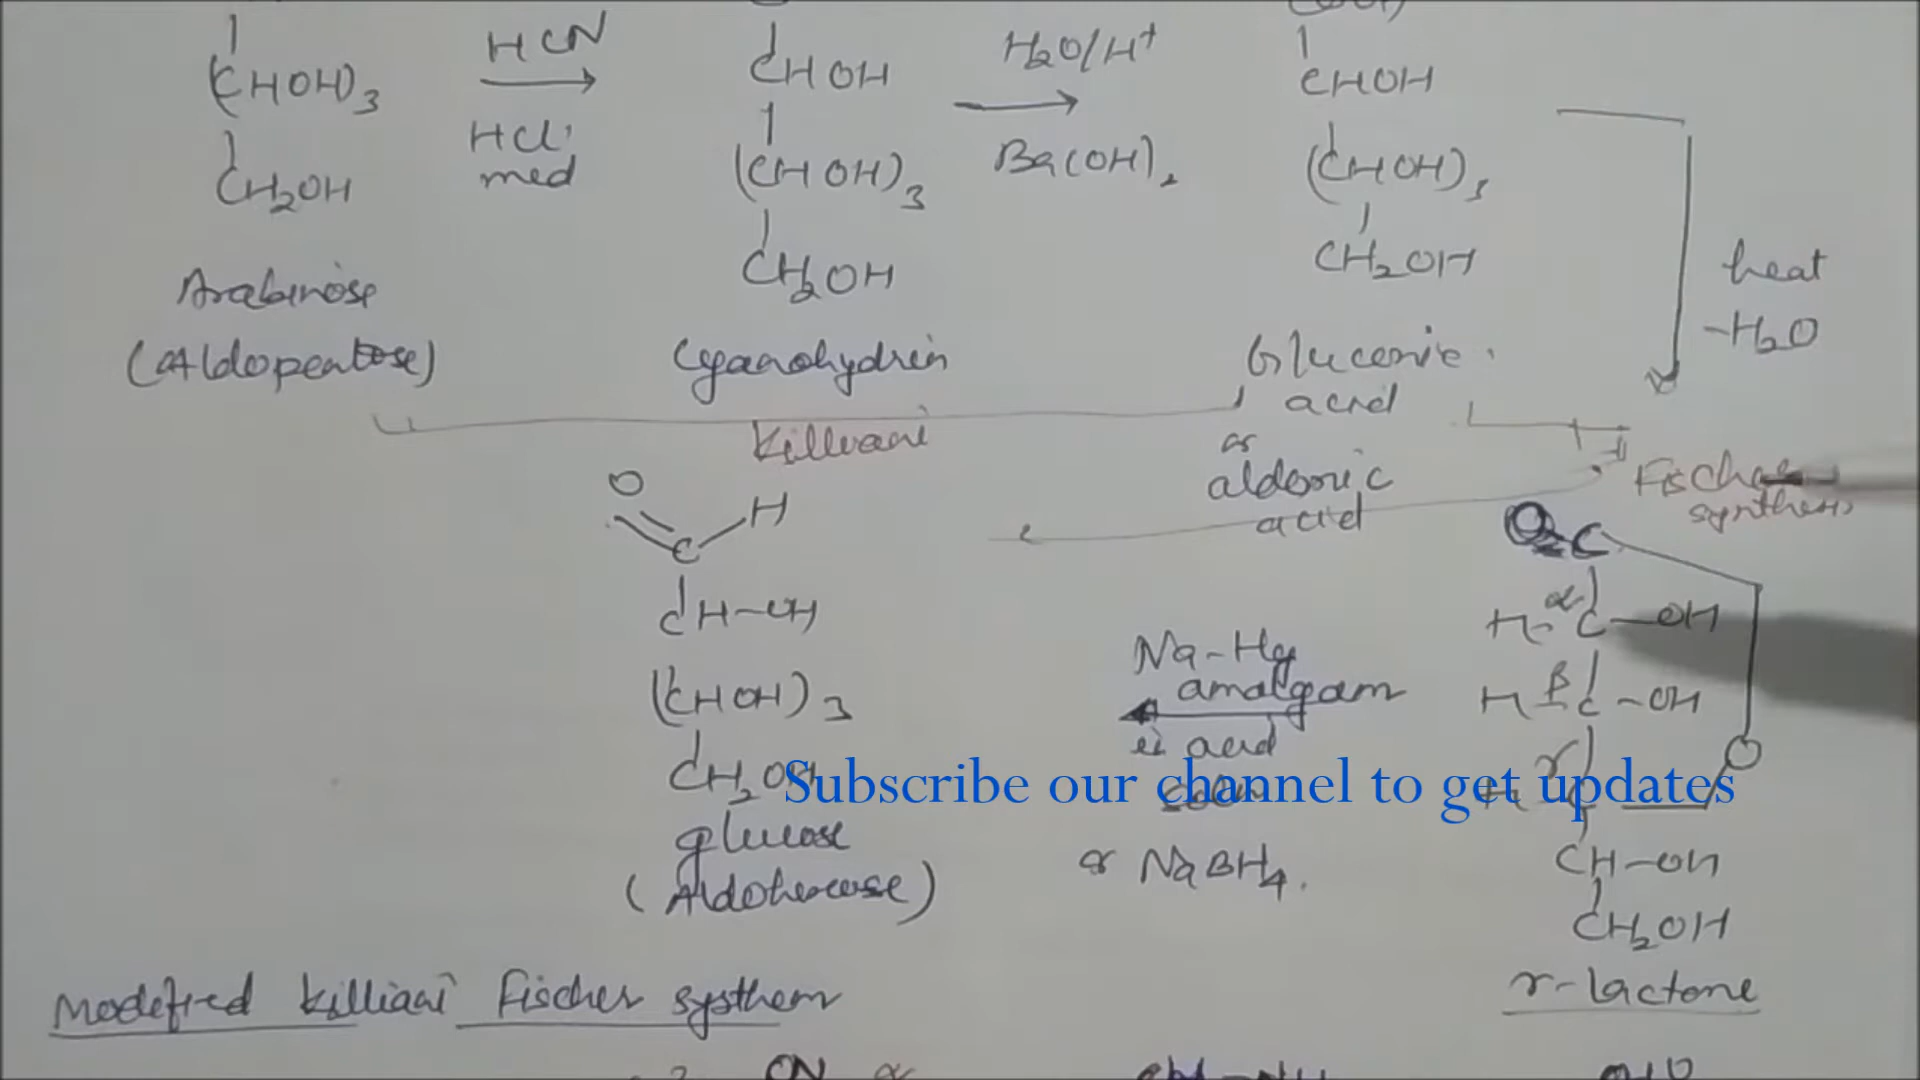 HCN
H2O/H+
CHOH
CHOH
(CHOH)3
HCl
med
Ba(OH)2
(CHOH)3
(CHOH)3
CH2OH
CH2OH
CH2OH
heat
-H2O
Arabinose
(Aldopentose)
Cyanohydrin
Gluconic
acid
or
aldonic
acid
Killiani
Fischer
synthesis
O
H
C
O=C
CH-OH
H-C-OH
α
(CHOH)3
Na-Hg
amalgam
H-C-OH
β
acid
CH2OH
Subscribe our channel to get updates
O
H
γ
C
glucose
(Aldohexose)
or NaBH4.
CH-OH
CH2OH
γ-lactone
Modefied killiani Fischer systhem
CN